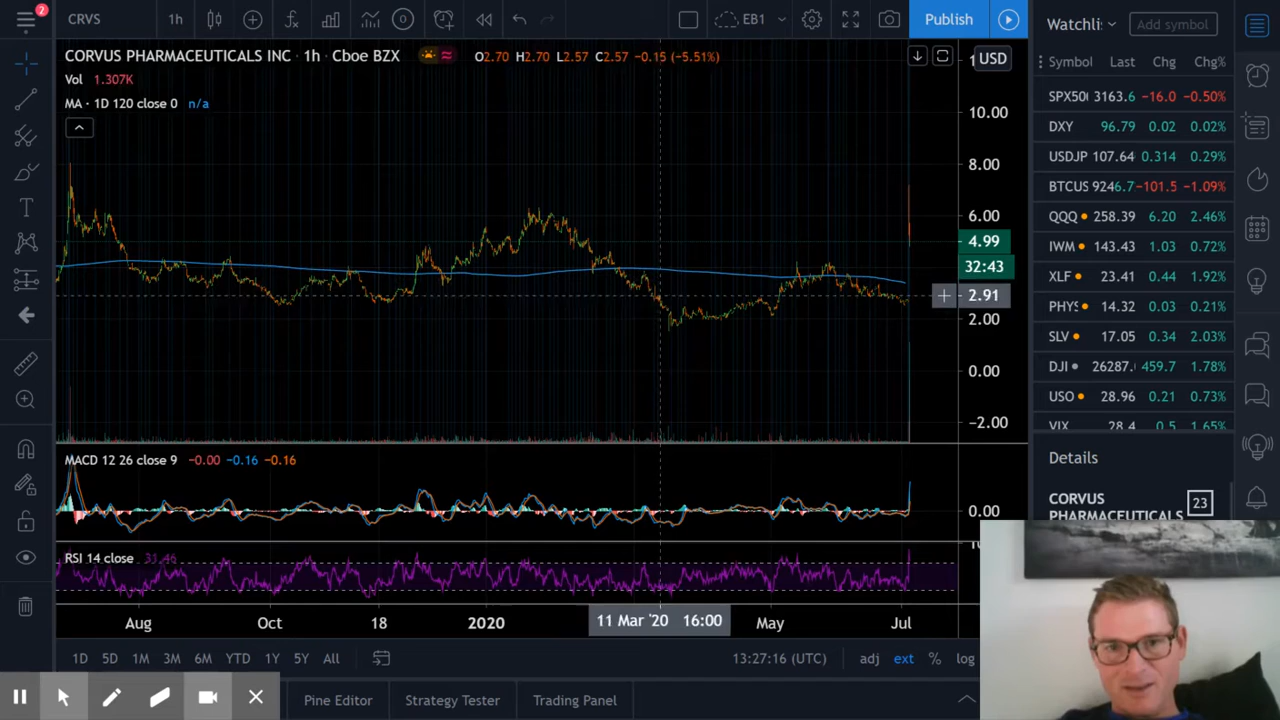 2
CRVS
1h
EB1
Publish
CORVUS PHARMACEUTICALS INC · 1h · Cboe BZX
O2.70 H2.70 L2.57 C2.57 −0.15 (−5.51%)
Vol 1.307K
MA · 1D 120 close 0 n/a
USD
10.00
8.00
6.00
4.99
32:43
2.91
2.00
0.00
−2.00
MACD 12 26 close 9 −0.00 −0.16 −0.16
0.00
RSI 14 close 31.46
Aug Oct 18 2020 11 Mar '20 16:00 May Jul
1D 5D 1M 3M 6M YTD 1Y 5Y All
13:27:16 (UTC) adj ext % log
Pine Editor Strategy Tester Trading Panel
Watchli
Add symbol
Symbol Last Chg Chg%
SPX50 3163.6 −16.0 −0.50%
DXY 96.79 0.02 0.02%
USDJP 107.64 0.314 0.29%
BTCUS 9246.7 −101.5 −1.09%
QQQ 258.39 6.20 2.46%
IWM 143.43 1.03 0.72%
XLF 23.41 0.44 1.92%
PHYS 14.32 0.03 0.21%
SLV 17.05 0.34 2.03%
DJI 26287. 459.7 1.78%
USO 28.96 0.21 0.73%
VIX 28.4 0.5 1.65%
Details
CORVUS
PHARMACEUTICALS
23